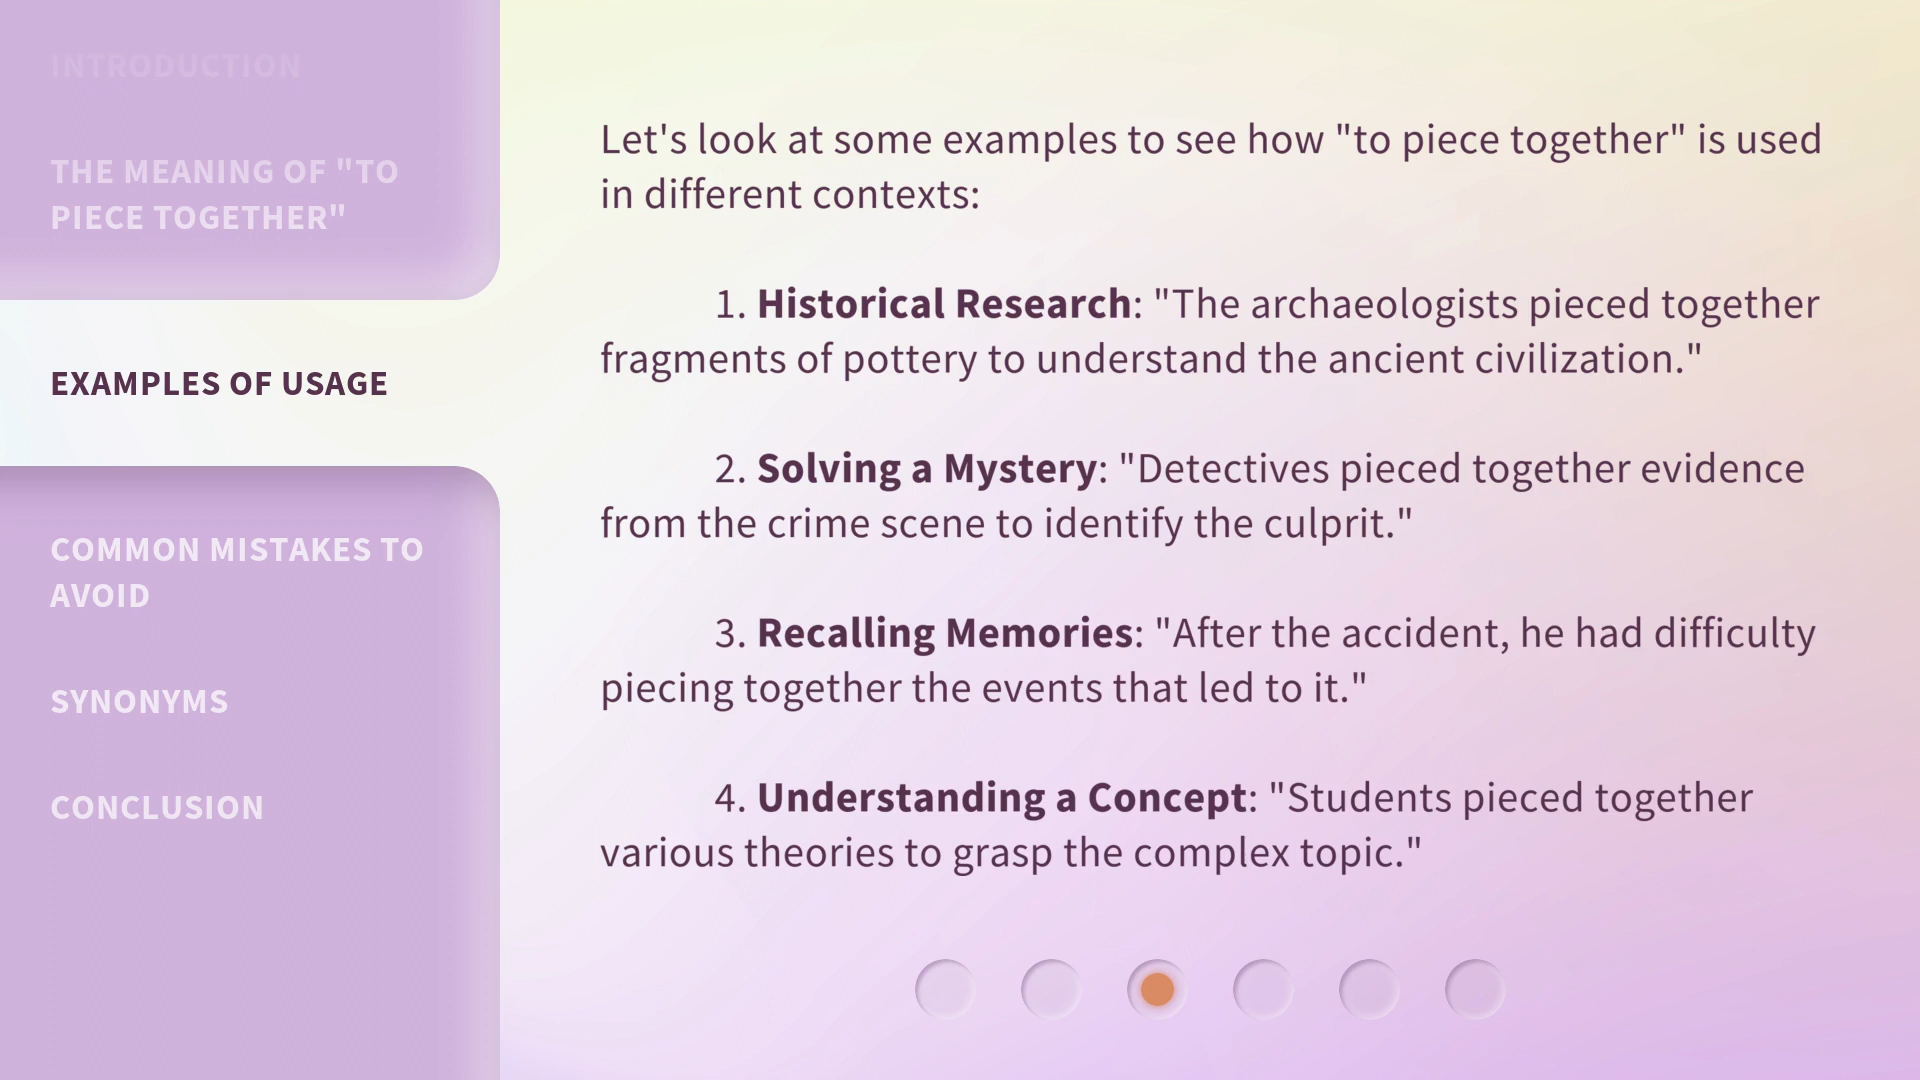 INTRODUCTION
THE MEANING OF "TO
PIECE TOGETHER"
EXAMPLES OF USAGE
COMMON MISTAKES TO
AVOID
SYNONYMS
CONCLUSION
Let's look at some examples to see how "to piece together" is used
in different contexts:
1. Historical Research: "The archaeologists pieced together
fragments of pottery to understand the ancient civilization."
2. Solving a Mystery: "Detectives pieced together evidence
from the crime scene to identify the culprit."
3. Recalling Memories: "After the accident, he had difficulty
piecing together the events that led to it."
4. Understanding a Concept: "Students pieced together
various theories to grasp the complex topic."